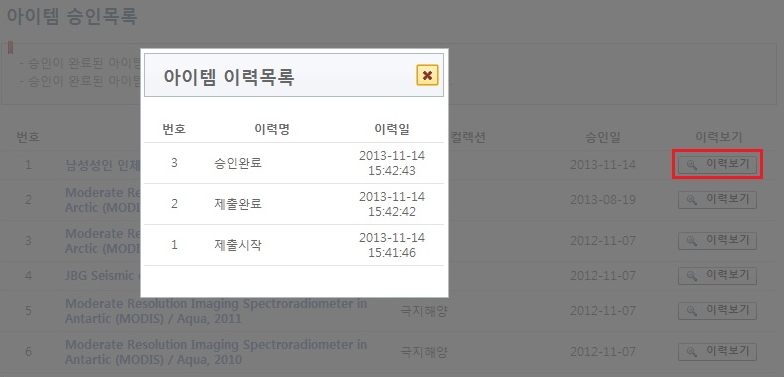 아이템 승인목록
- 승인이 완료된 아이템
- 승인이 완료된 아이템
아이템 이력목록
번호 이력명 이력일
3 승인완료 2013-11-14 15:42:43
2 제출완료 2013-11-14 15:42:42
1 제출시작 2013-11-14 15:41:46
번호 컬렉션 승인일 이력보기
1 남성성인 인제 2013-11-14 이력보기
2 Moderate Res
Arctic (MODIS) 2013-08-19 이력보기
3 Moderate Res
Arctic (MODIS) 2012-11-07 이력보기
4 JBG Seismic 2012-11-07 이력보기
5 Moderate Resolution Imaging Spectroradiometer in
Antartic (MODIS) / Aqua, 2011 극지해양 2012-11-07 이력보기
6 Moderate Resolution Imaging Spectroradiometer in
Antartic (MODIS) / Aqua, 2010 극지해양 2012-11-07 이력보기